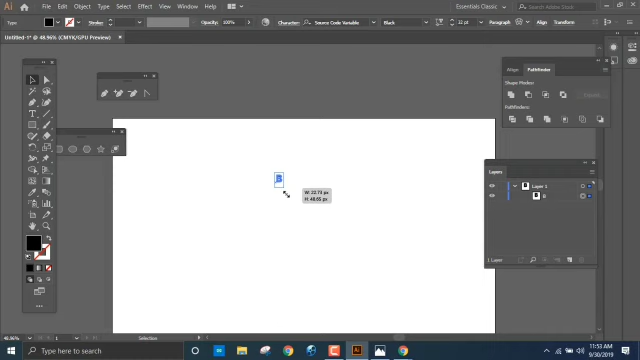 Ai File Edit Object Type Select Effect View Window Help Essentials Classic Search Adobe Stock
Type: Stroke: Opacity: 100% Character: Source Code Variable Black Paragraph: Align Transform
Untitled-1* @ 48.96% (CMYK/GPU Preview) ×
Align Pathfinder
Shape Modes:
Expand
Pathfinders:
B
W: 22.73 px
H: 48.65 px
Layers
Layer 1
B
1 Layer
48.96% 1 Selection
Type here to search
11:53 AM
9/30/2019